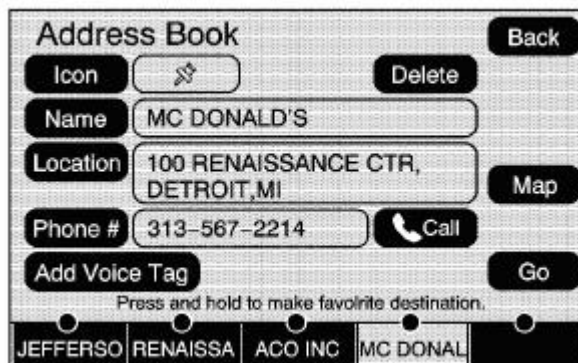 Address Book
Back
Icon
Delete
Name
MC DONALD'S
Location
100 RENAISSANCE CTR,
DETROIT,MI
Map
Phone #
313-567-2214
Call
Add Voice Tag
Go
Press and hold to make favolrite destination.
JEFFERSO
RENAISSA
ACO INC
MC DONAL